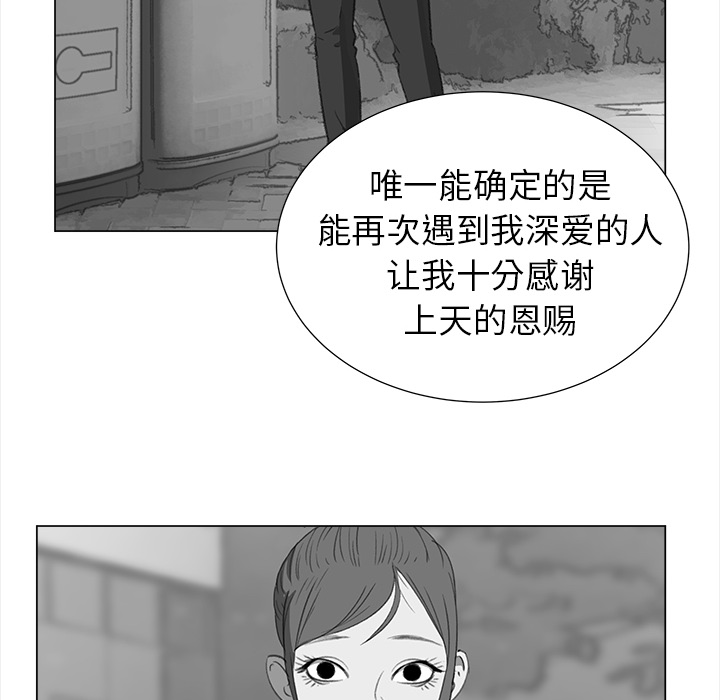 唯一能确定的是
能再次遇到我深爱的人
让我十分感谢
上天的恩赐